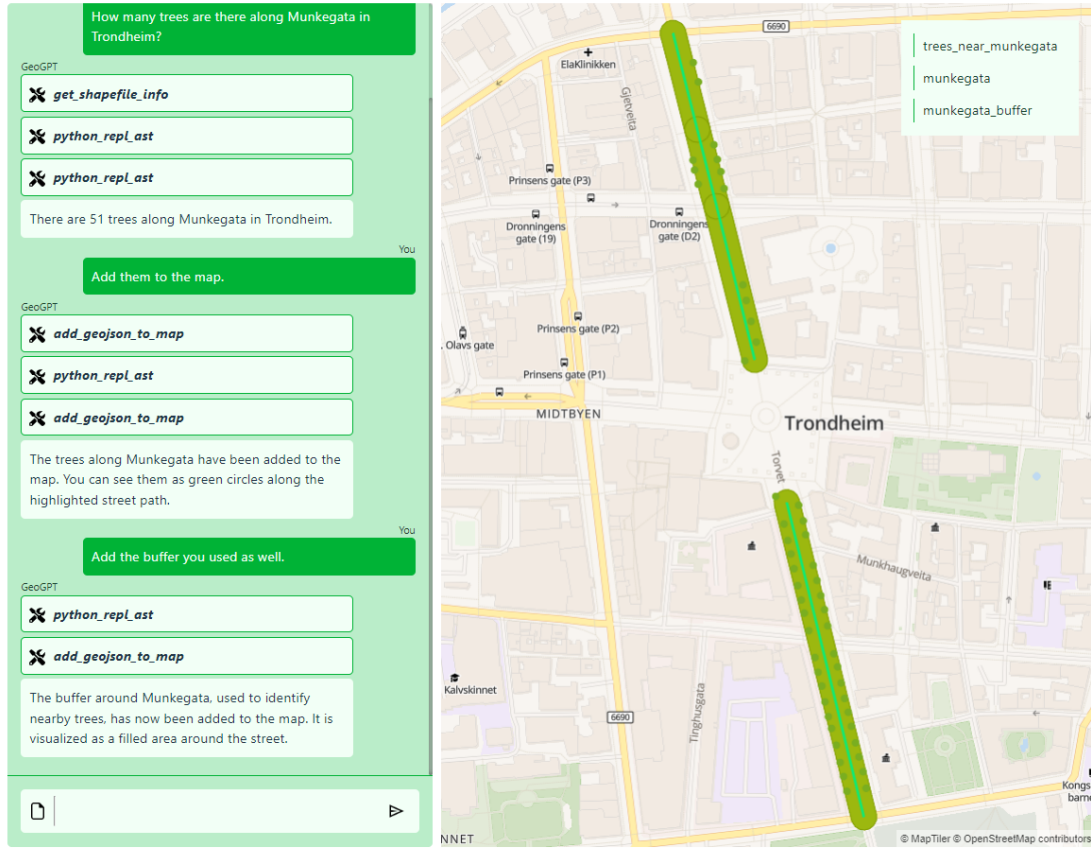 How many trees are there along Munkegata in
Trondheim?
GeoGPT
get_shapefile_info
python_repl_ast
python_repl_ast
There are 51 trees along Munkegata in Trondheim.
You
Add them to the map.
GeoGPT
add_geojson_to_map
python_repl_ast
add_geojson_to_map
The trees along Munkegata have been added to the
map. You can see them as green circles along the
highlighted street path.
You
Add the buffer you used as well.
GeoGPT
python_repl_ast
add_geojson_to_map
The buffer around Munkegata, used to identify
nearby trees, has now been added to the map. It is
visualized as a filled area around the street.
6690
trees_near_munkegata
munkegata
munkegata_buffer
ElaKlinikken
Gjetveita
Prinsens gate (P3)
Dronningens
gate (19)
Dronningens
gate (D2)
Prinsens gate (P2)
. Olavs gate
Prinsens gate (P1)
MIDTBYEN
Trondheim
Torvet
Munkhaugveita
Kalvskinnet
Tinghusgata
6690
Kongs
barne
NNET
© MapTiler © OpenStreetMap contributors